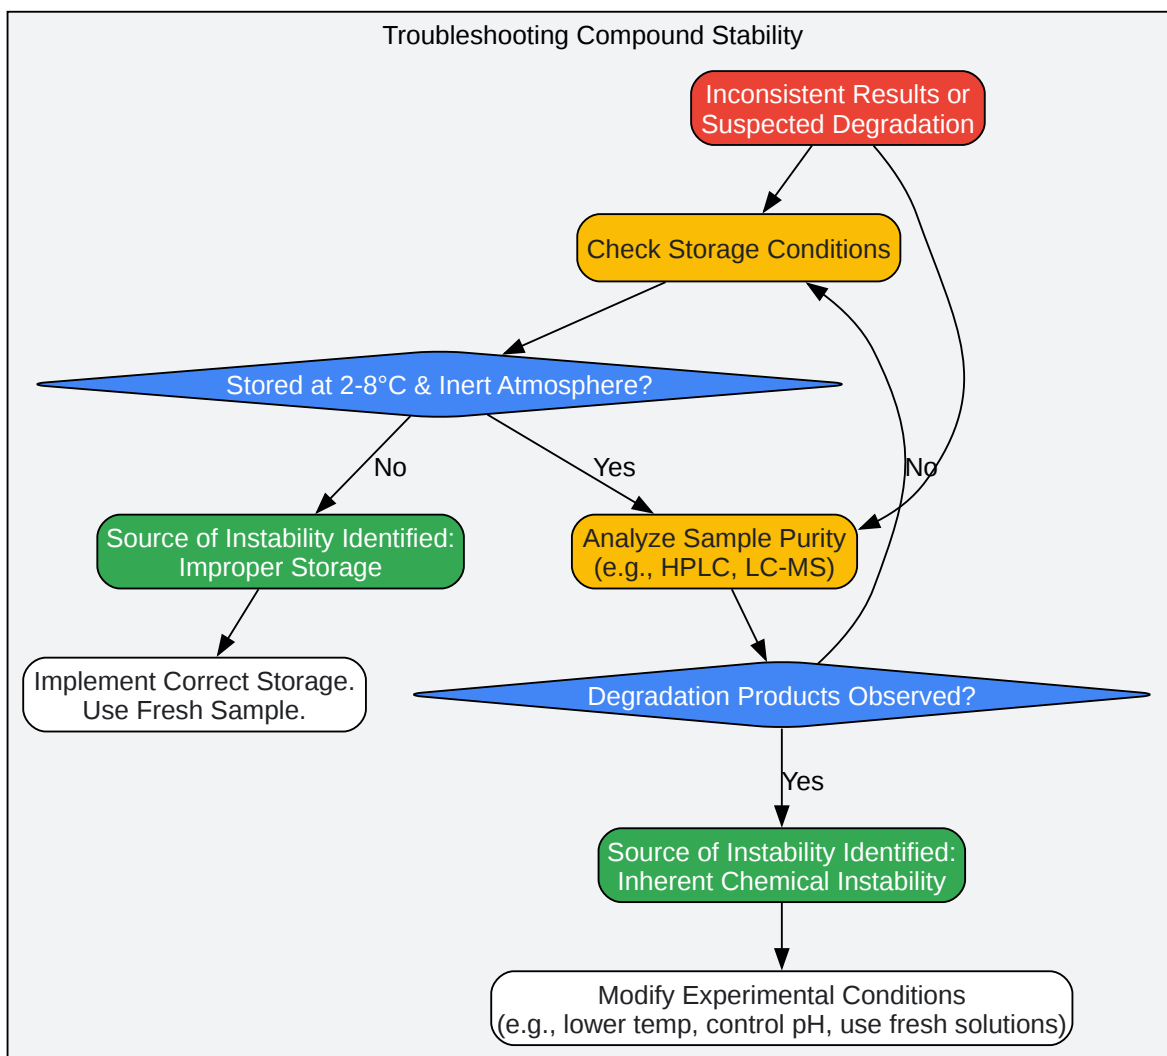 Troubleshooting Compound Stability
Inconsistent Results or
Suspected Degradation
Check Storage Conditions
Stored at 2-8°C & Inert Atmosphere?
No
Yes
No
Source of Instability Identified:
Improper Storage
Analyze Sample Purity
(e.g., HPLC, LC-MS)
Implement Correct Storage.
Use Fresh Sample.
Degradation Products Observed?
Yes
Source of Instability Identified:
Inherent Chemical Instability
Modify Experimental Conditions
(e.g., lower temp, control pH, use fresh solutions)